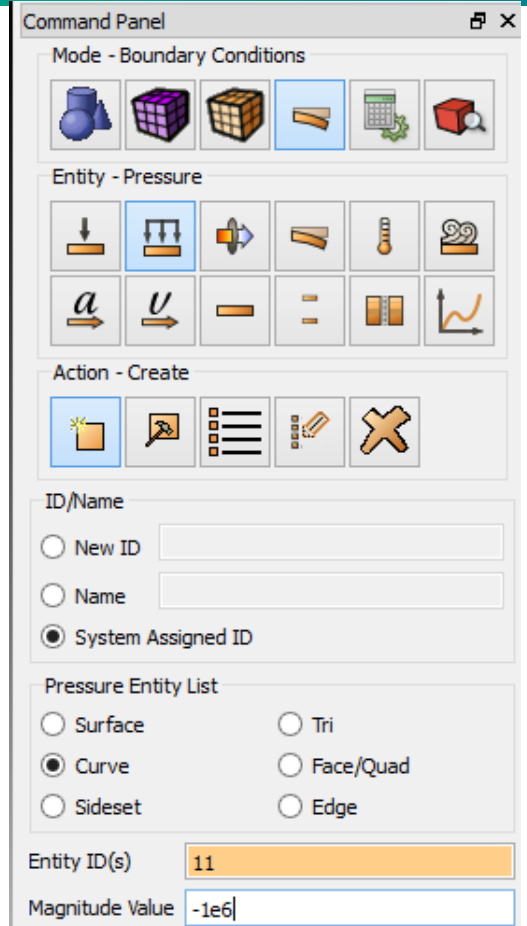 Command Panel
Mode - Boundary Conditions
Entity - Pressure
a
v
Action - Create
ID/Name
New ID
Name
System Assigned ID
Pressure Entity List
Surface Tri
Curve Face/Quad
Sideset Edge
Entity ID(s) 11
Magnitude Value -1e6